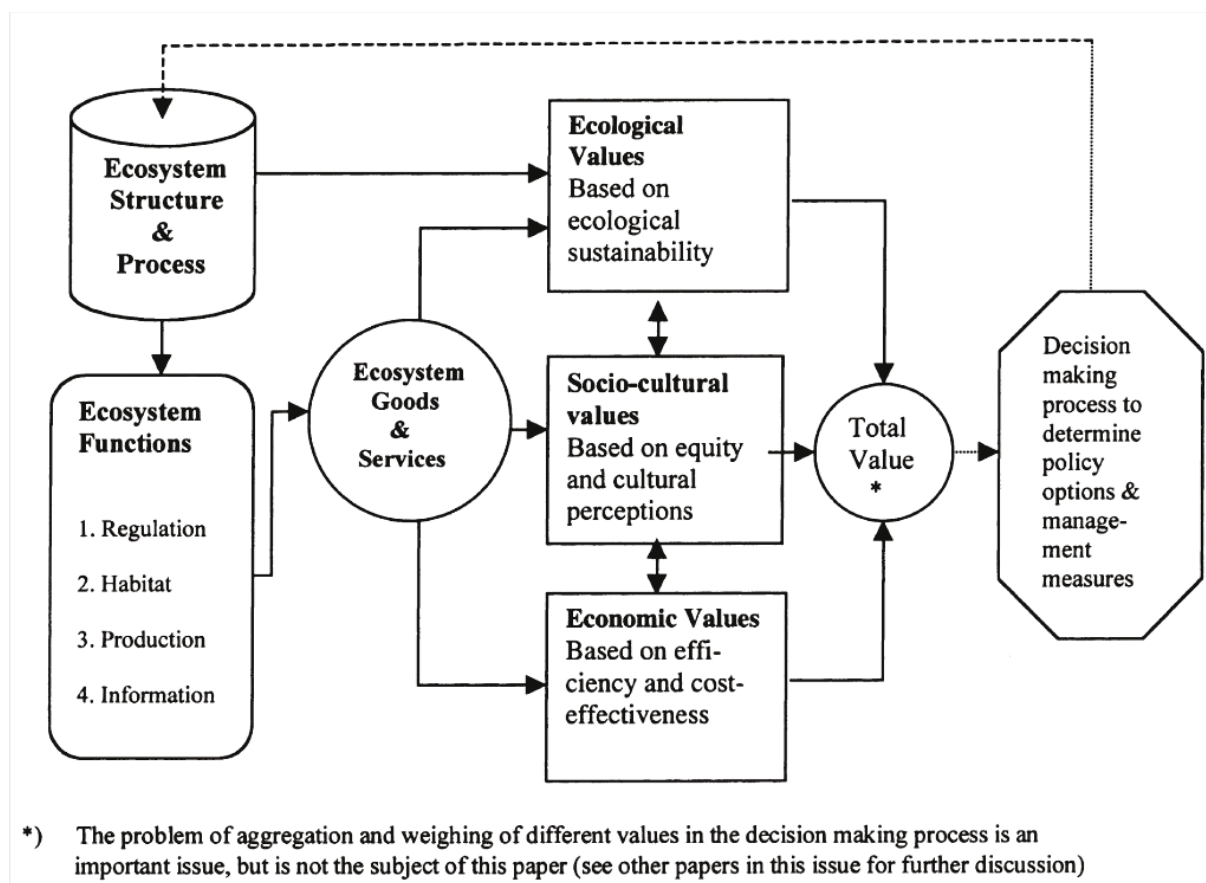 Ecosystem
Structure
&
Process
Ecosystem
Functions
1. Regulation
2. Habitat
3. Production
4. Information
Ecosystem
Goods
&
Services
Ecological
Values
Based on
ecological
sustainability
Socio-cultural
values
Based on equity
and cultural
perceptions
Economic Values
Based on effi-
ciency and cost-
effectiveness
Total
Value
*
Decision
making
process to
determine
policy
options &
manage-
ment
measures
*) The problem of aggregation and weighing of different values in the decision making process is an
important issue, but is not the subject of this paper (see other papers in this issue for further discussion)